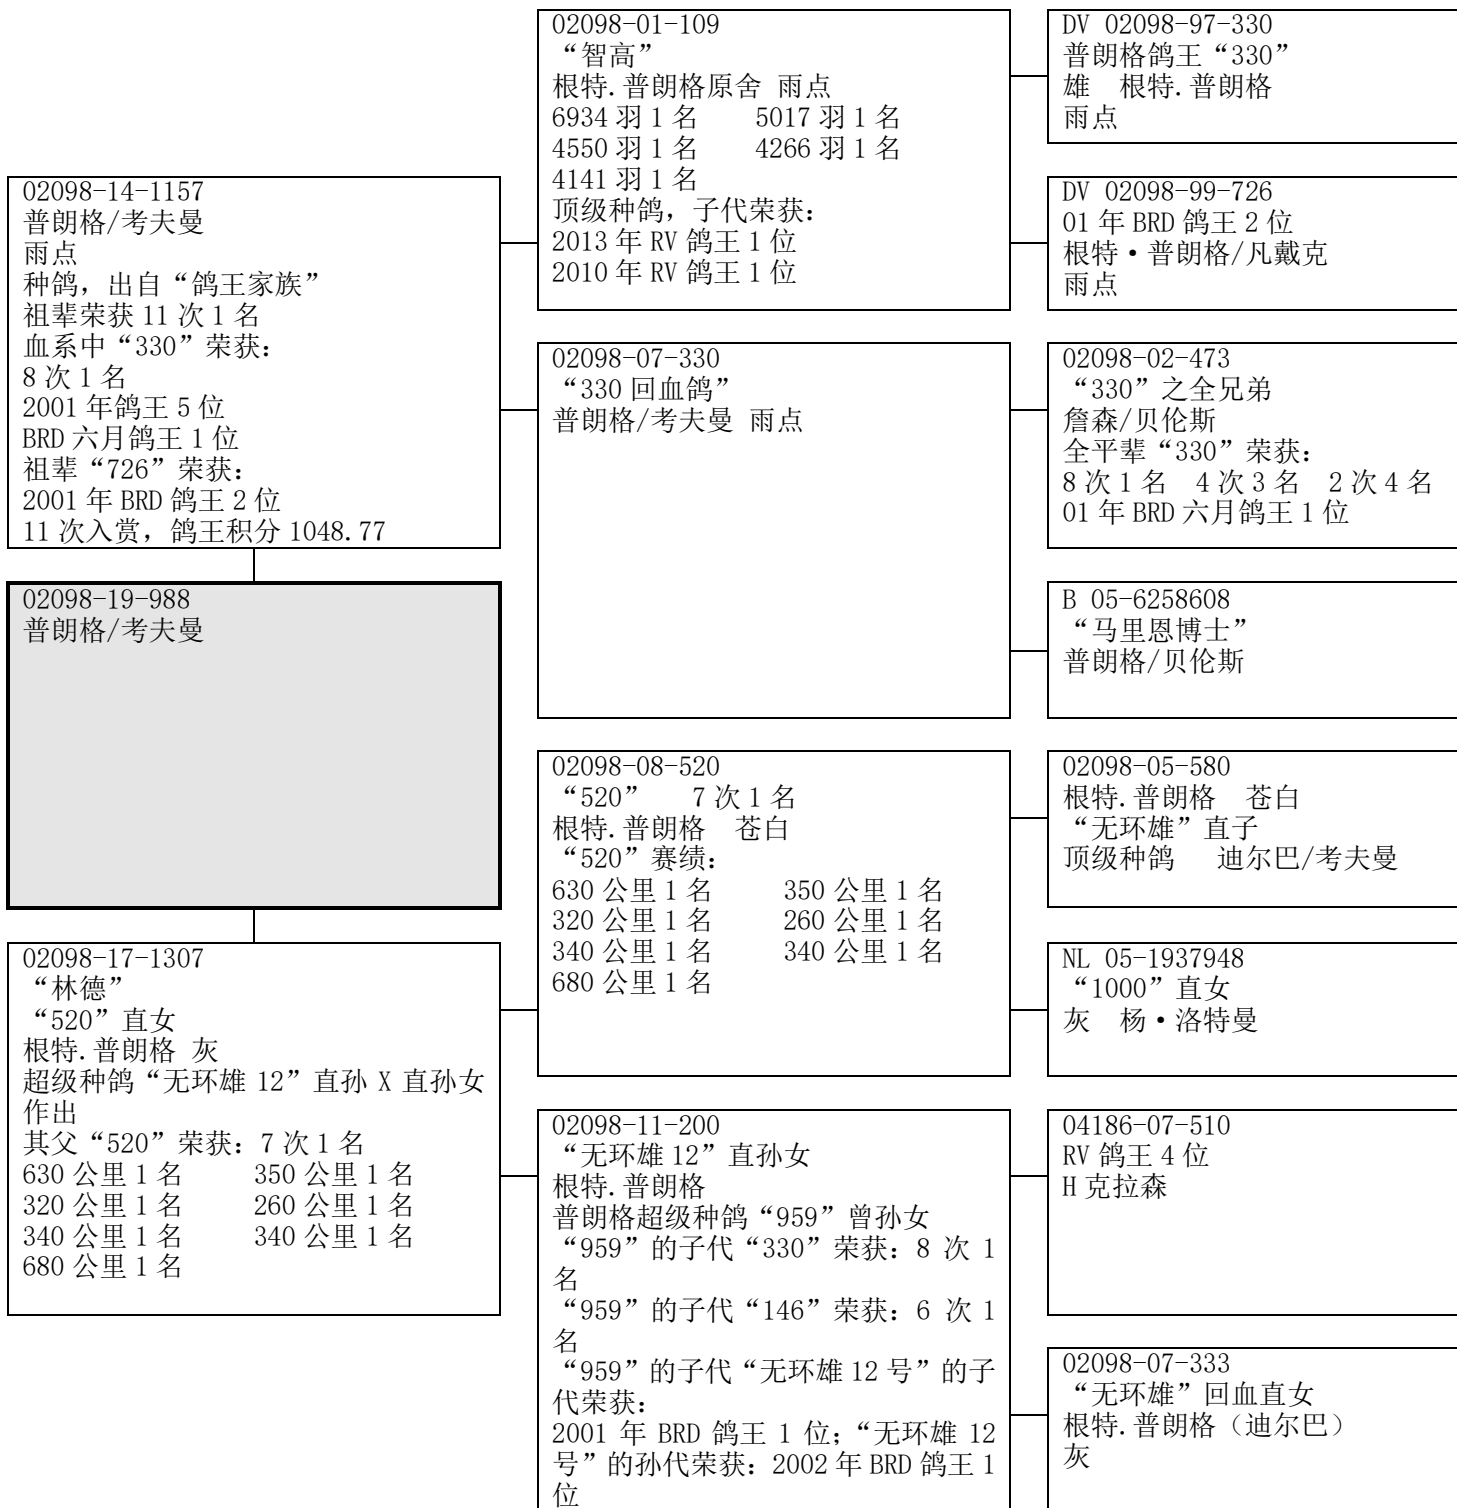 02098-14-1157
普朗格/考夫曼
雨点
种鸽，出自“鸽王家族”
祖辈荣获 11 次 1 名
血系中“330”荣获：
8 次 1 名
2001 年鸽王 5 位
BRD 六月鸽王 1 位
祖辈“726”荣获：
2001 年 BRD 鸽王 2 位
11 次入赏，鸽王积分 1048.77
02098-19-988
普朗格/考夫曼
02098-17-1307
“林德”
“520”直女
根特.普朗格 灰
超级种鸽“无环雄 12”直孙 X 直孙女
作出
其父“520”荣获：7 次 1 名
630 公里 1 名 350 公里 1 名
320 公里 1 名 260 公里 1 名
340 公里 1 名 340 公里 1 名
680 公里 1 名
02098-01-109
“智高”
根特.普朗格原舍 雨点
6934 羽 1 名 5017 羽 1 名
4550 羽 1 名 4266 羽 1 名
4141 羽 1 名
顶级种鸽，子代荣获：
2013 年 RV 鸽王 1 位
2010 年 RV 鸽王 1 位
02098-07-330
“330 回血鸽”
普朗格/考夫曼 雨点
02098-08-520
“520” 7 次 1 名
根特.普朗格 苍白
“520”赛绩：
630 公里 1 名 350 公里 1 名
320 公里 1 名 260 公里 1 名
340 公里 1 名 340 公里 1 名
680 公里 1 名
02098-11-200
“无环雄 12”直孙女
根特.普朗格
普朗格超级种鸽“959”曾孙女
“959”的子代“330”荣获：8 次 1
名
“959”的子代“146”荣获：6 次 1
名
“959”的子代“无环雄 12 号”的子
代荣获：
2001 年 BRD 鸽王 1 位；“无环雄 12
号”的孙代荣获：2002 年 BRD 鸽王 1
位
DV 02098-97-330
普朗格鸽王“330”
雄 根特.普朗格
雨点
DV 02098-99-726
01 年 BRD 鸽王 2 位
根特·普朗格/凡戴克
雨点
02098-02-473
“330”之全兄弟
詹森/贝伦斯
全平辈“330”荣获：
8 次 1 名 4 次 3 名 2 次 4 名
01 年 BRD 六月鸽王 1 位
B 05-6258608
“马里恩博士”
普朗格/贝伦斯
02098-05-580
根特.普朗格 苍白
“无环雄”直子
顶级种鸽 迪尔巴/考夫曼
NL 05-1937948
“1000”直女
灰 杨·洛特曼
04186-07-510
RV 鸽王 4 位
H 克拉森
02098-07-333
“无环雄”回血直女
根特.普朗格（迪尔巴）
灰